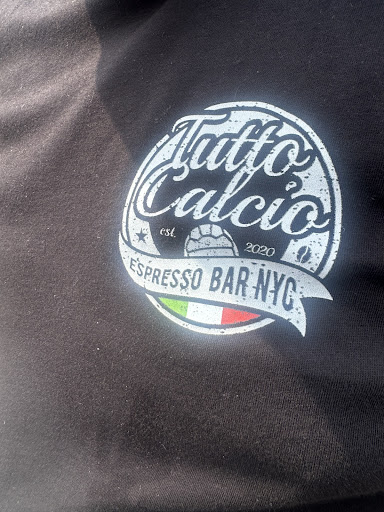 Tutto
Calcio
est. 2020
ESPRESSO BAR NYC